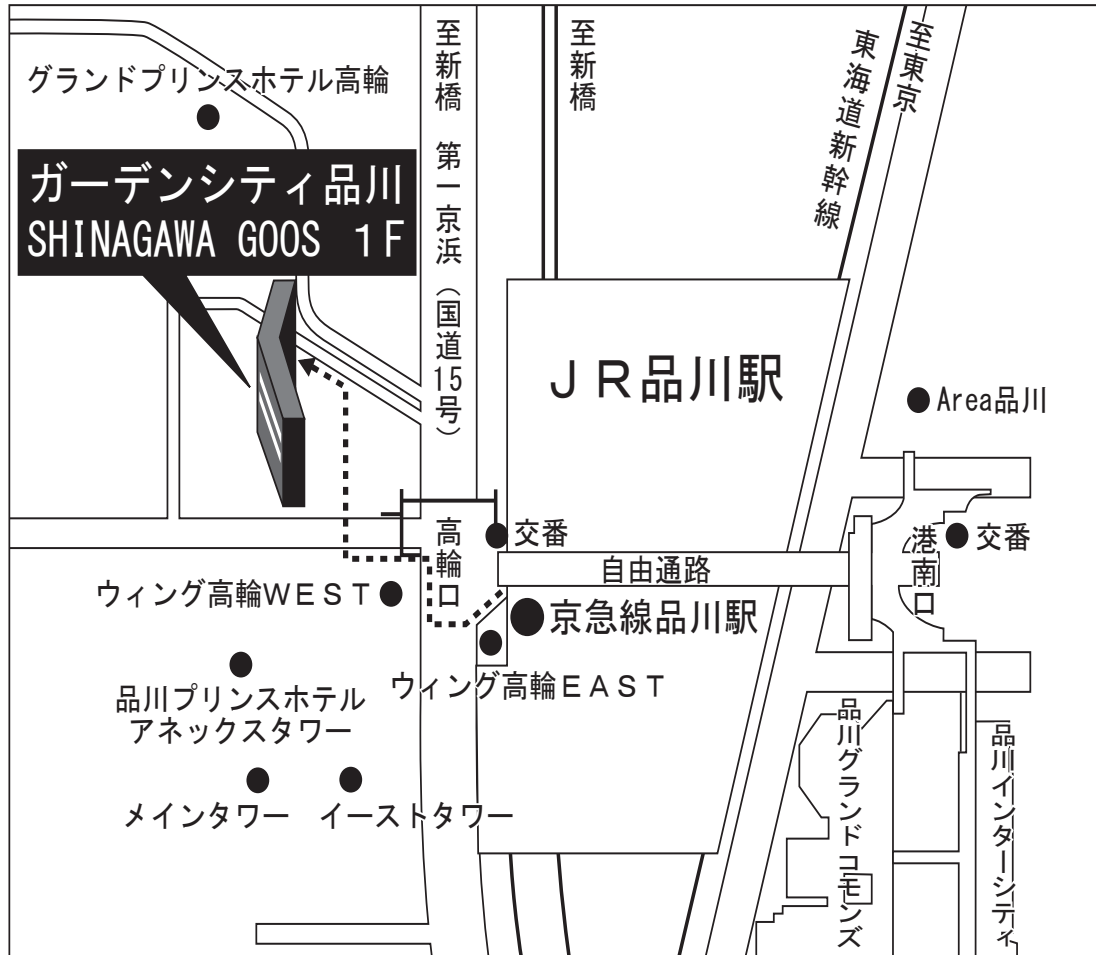 至新橋
第一京浜（国道15号）
至新橋
東海道新幹線
至東京
グランドプリンスホテル高輪
ガーデンシティ品川
SHINAGAWA GOOS 1F
ＪＲ品川駅
Area品川
高輪口
交番
自由通路
港南口
交番
ウィング高輪ＷＥＳＴ
京急線品川駅
ウィング高輪ＥＡＳＴ
品川プリンスホテル
アネックスタワー
メインタワー
イーストタワー
品川グランドコモンズ
品川インターシティ